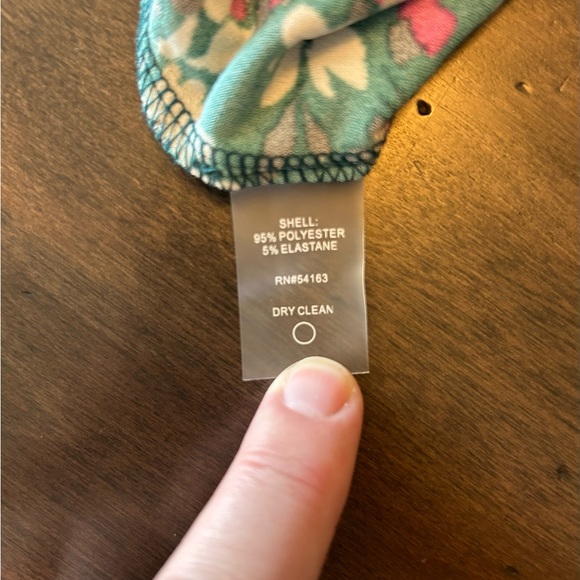 SHELL:
95% POLYESTER
5% ELASTANE
RN#54163
DRY CLEAN